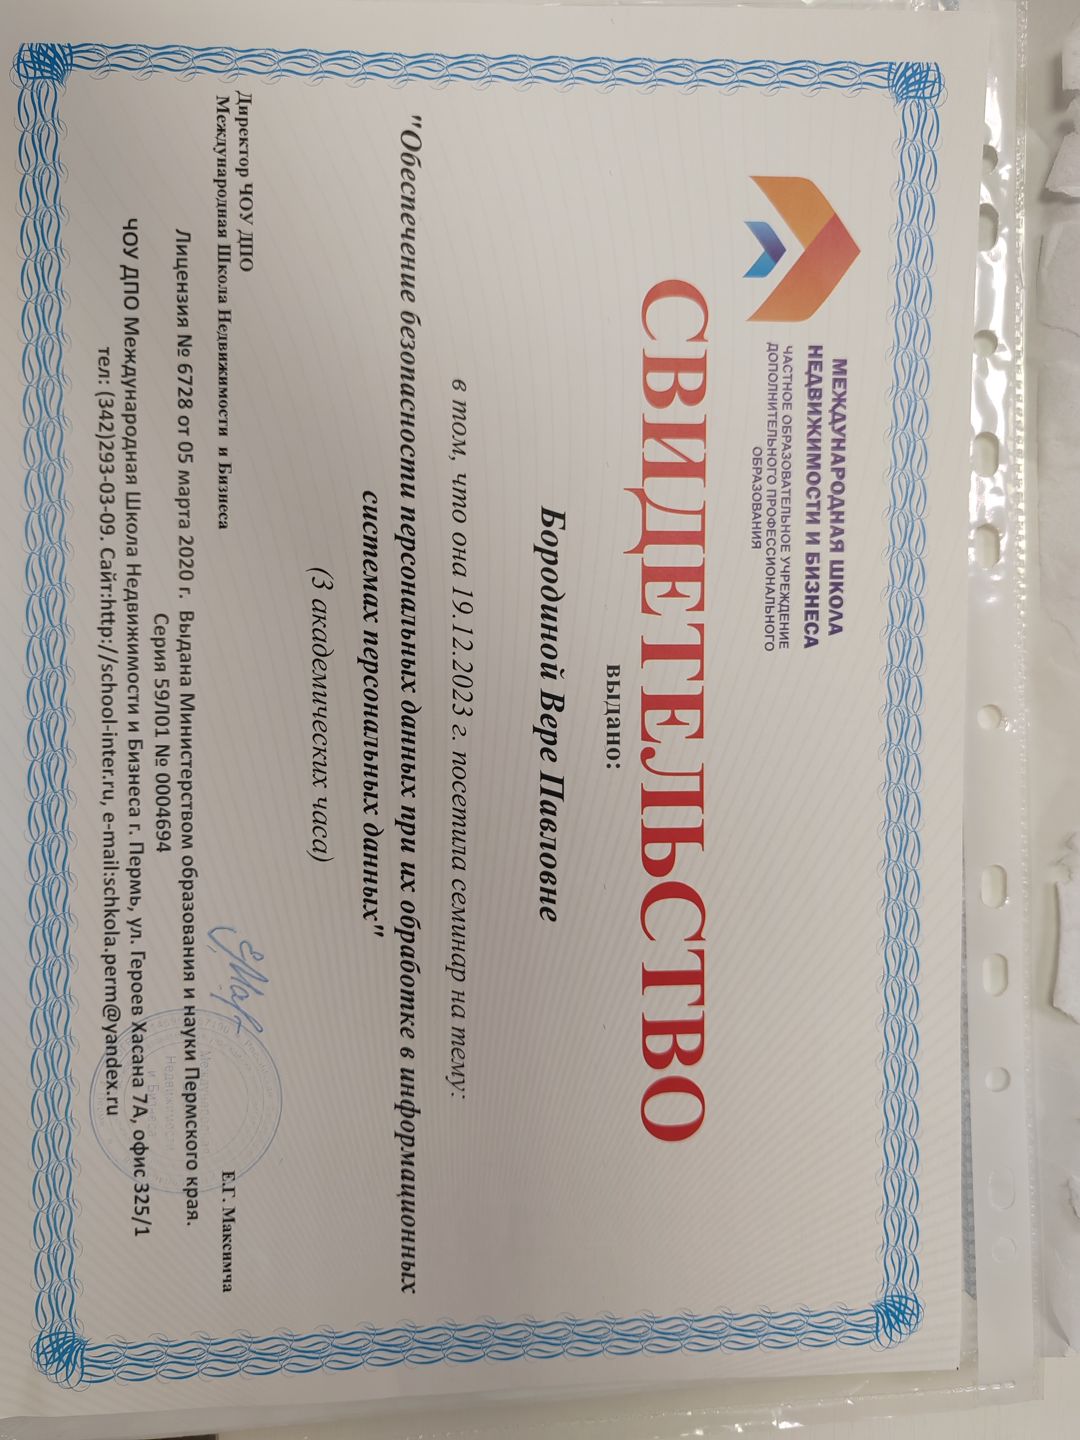 МЕЖДУНАРОДНАЯ ШКОЛА
НЕДВИЖИМОСТИ И БИЗНЕСА
ЧАСТНОЕ ОБРАЗОВАТЕЛЬНОЕ УЧРЕЖДЕНИЕ
ДОПОЛНИТЕЛЬНОГО ПРОФЕССИОНАЛЬНОГО
ОБРАЗОВАНИЯ
СВИДЕТЕЛЬСТВО
выдано:
Бородиной Вере Павловне
в том, что она 19.12.2023 г. посетила семинар на тему:
"Обеспечение безопасности персональных данных при их обработке в информационных
системах персональных данных"
(3 академических часа)
Директор ЧОУ ДПО
Международная Школа Недвижимости и Бизнеса
Е.Г. Максимча
Лицензия № 6728 от 05 марта 2020 г. Выдана Министерством образования и науки Пермского края.
Серия 59Л01 № 0004694
ЧОУ ДПО Международная Школа Недвижимости и Бизнеса г. Пермь, ул. Героев Хасана 7А, офис 325/1
тел: (342)293-03-09. Сайт:http://school-inter.ru, e-mail:schkola.perm@yandex.ru